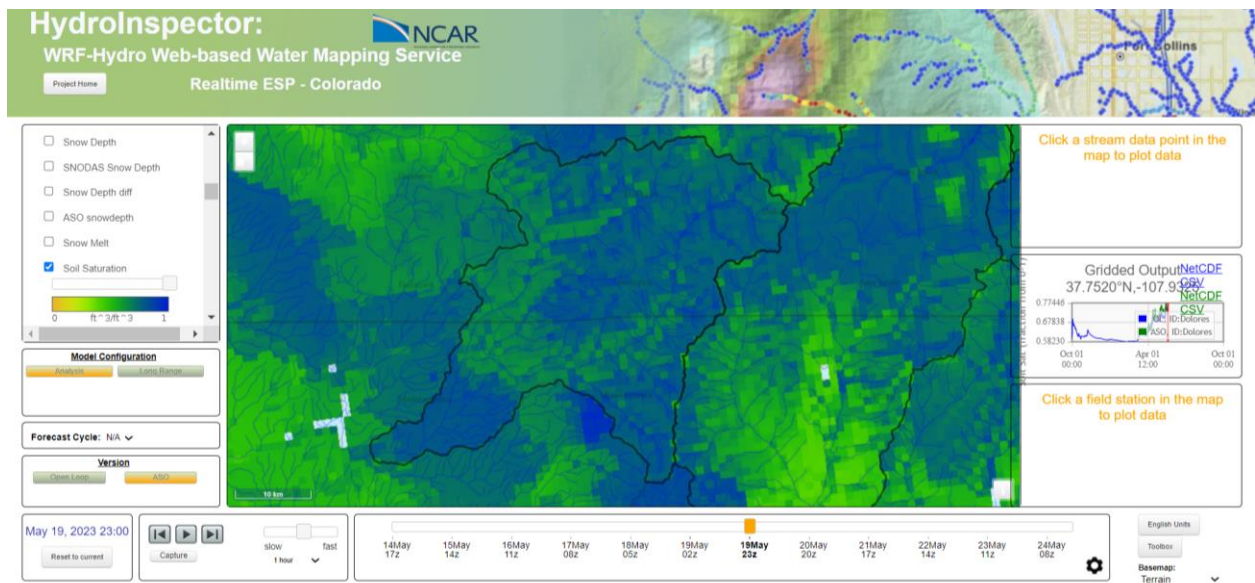 HydroInspector:
NCAR
WRF-Hydro Web-based Water Mapping Service
Project Home
Realtime ESP - Colorado
Fort Collins
Snow Depth
SNODAS Snow Depth
Snow Depth diff
ASO snowdepth
Snow Melt
Soil Saturation
0 ft^3/ft^3 1
Model Configuration
Analysis Long Range
Forecast Cycle: N/A
Version
Open Loop ASO
10 km
Click a stream data point in the
map to plot data
Gridded Output
37.7520°N,-107.9325
NetCDF
CSV
NetCDF
CSV
0.77446
0.67838
0.58230
ID:Dolores
ASO, ID:Dolores
Oct 01
00:00
Apr 01
12:00
Oct 01
00:00
Click a field station in the map
to plot data
May 19, 2023 23:00
Reset to current
Capture
slow fast
1 hour
14May
17z
15May
14z
16May
11z
17May
08z
18May
05z
19May
02z
19May
23z
20May
20z
21May
17z
22May
14z
23May
11z
24May
08z
English Units
Toolbox
Basemap:
Terrain